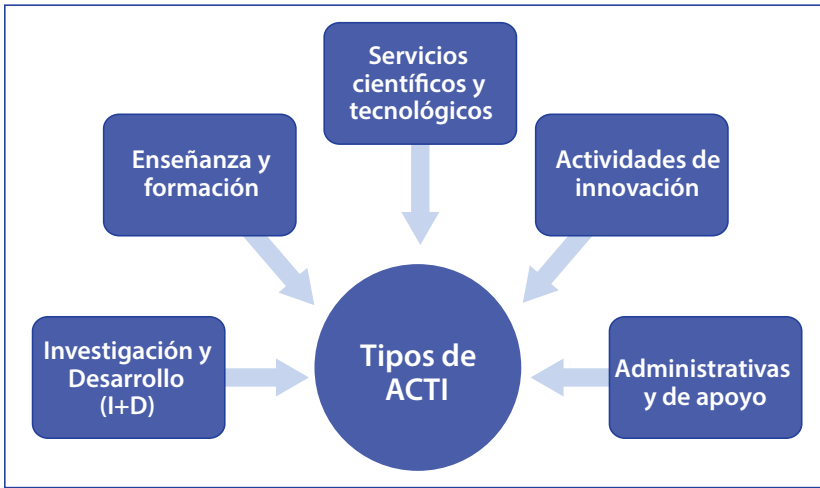 Servicios
científicos y
tecnológicos
Enseñanza y
formación
Actividades de
innovación
Investigación y
Desarrollo
(I+D)
Tipos de
ACTI
Administrativas
y de apoyo